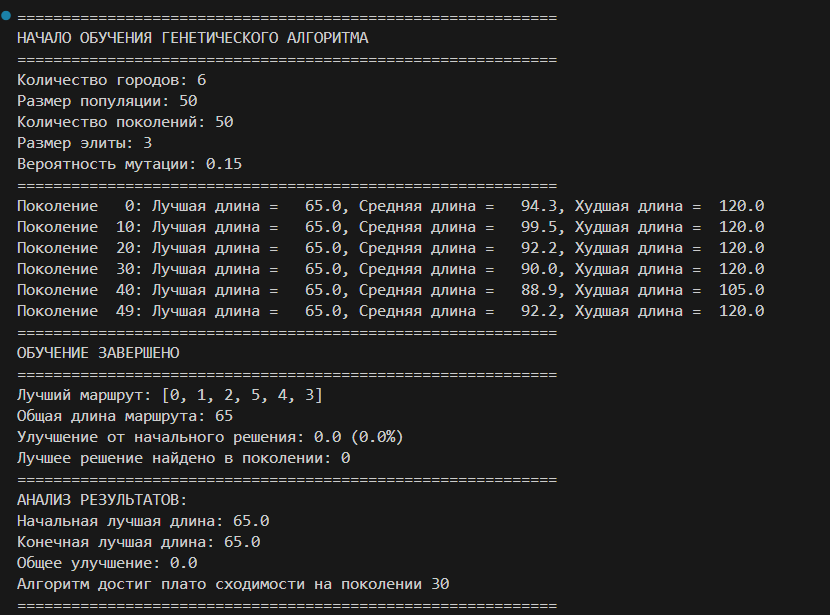 ============================================================
НАЧАЛО ОБУЧЕНИЯ ГЕНЕТИЧЕСКОГО АЛГОРИТМА
============================================================
Количество городов: 6
Размер популяции: 50
Количество поколений: 50
Размер элиты: 3
Вероятность мутации: 0.15
============================================================
Поколение   0: Лучшая длина =   65.0, Средняя длина =   94.3, Худшая длина =  120.0
Поколение  10: Лучшая длина =   65.0, Средняя длина =   99.5, Худшая длина =  120.0
Поколение  20: Лучшая длина =   65.0, Средняя длина =   92.2, Худшая длина =  120.0
Поколение  30: Лучшая длина =   65.0, Средняя длина =   90.0, Худшая длина =  120.0
Поколение  40: Лучшая длина =   65.0, Средняя длина =   88.9, Худшая длина =  105.0
Поколение  49: Лучшая длина =   65.0, Средняя длина =   92.2, Худшая длина =  120.0
============================================================
ОБУЧЕНИЕ ЗАВЕРШЕНО
============================================================
Лучший маршрут: [0, 1, 2, 5, 4, 3]
Общая длина маршрута: 65
Улучшение от начального решения: 0.0 (0.0%)
Лучшее решение найдено в поколении: 0
============================================================
АНАЛИЗ РЕЗУЛЬТАТОВ:
Начальная лучшая длина: 65.0
Конечная лучшая длина: 65.0
Общее улучшение: 0.0
Алгоритм достиг плато сходимости на поколении 30
============================================================